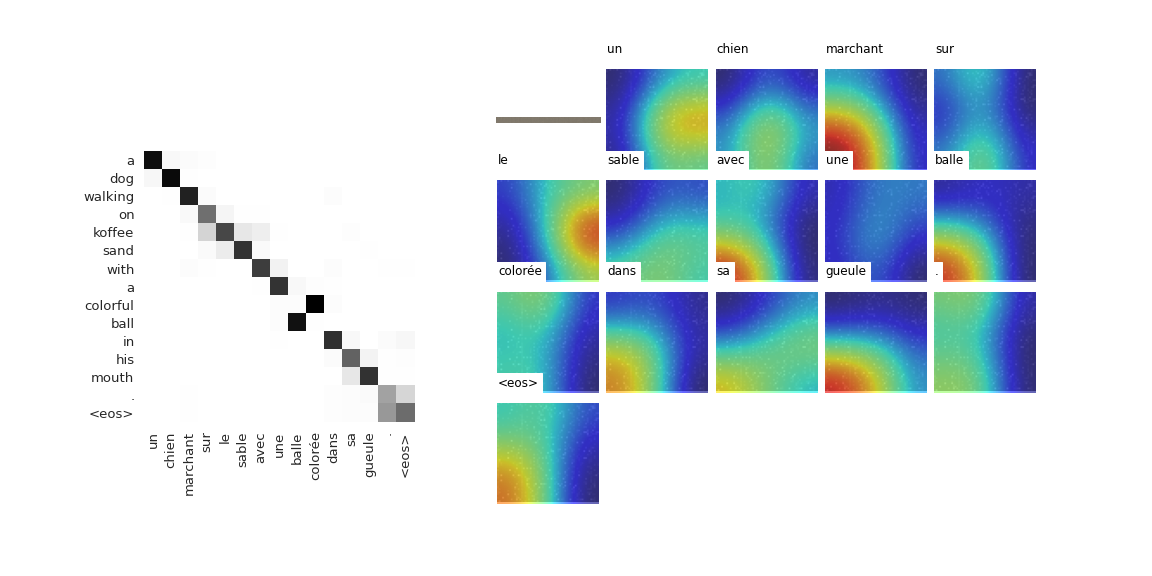 a
dog
walking
on
koffee
sand
with
a
colorful
ball
in
his
mouth
.
<eos>
un
chien
marchant
sur
le
sable
avec
une
balle
colorée
dans
sa
gueule
.
<eos>
un chien marchant sur
le sable avec une balle
colorée dans sa gueule .
<eos>